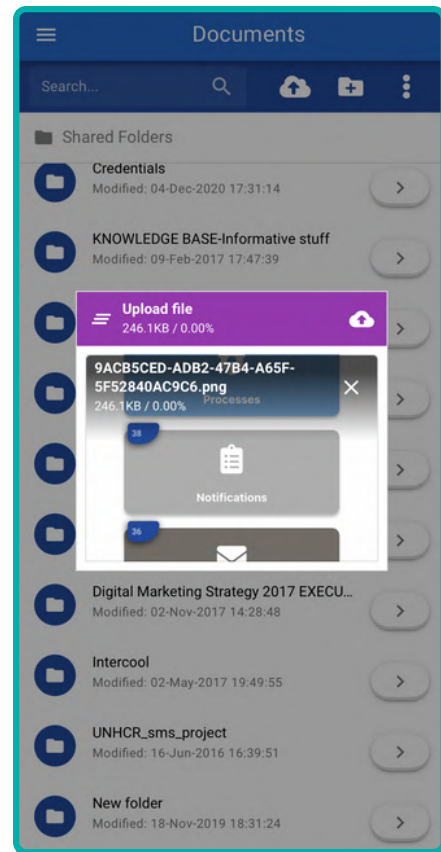 Documents
Search...
Shared Folders
Credentials
Modified: 04-Dec-2020 17:31:14
KNOWLEDGE BASE-Informative stuff
Modified: 09-Feb-2017 17:47:39
Upload file
246.1KB / 0.00%
9ACB5CED-ADB2-47B4-A65F-
5F52840AC9C6.png
246.1KB / 0.00%
Processes
38
Notifications
36
Digital Marketing Strategy 2017 EXECU...
Modified: 02-Nov-2017 14:28:48
Intercool
Modified: 02-May-2017 19:49:55
UNHCR_sms_project
Modified: 16-Jun-2016 16:39:51
New folder
Modified: 18-Nov-2019 18:31:24